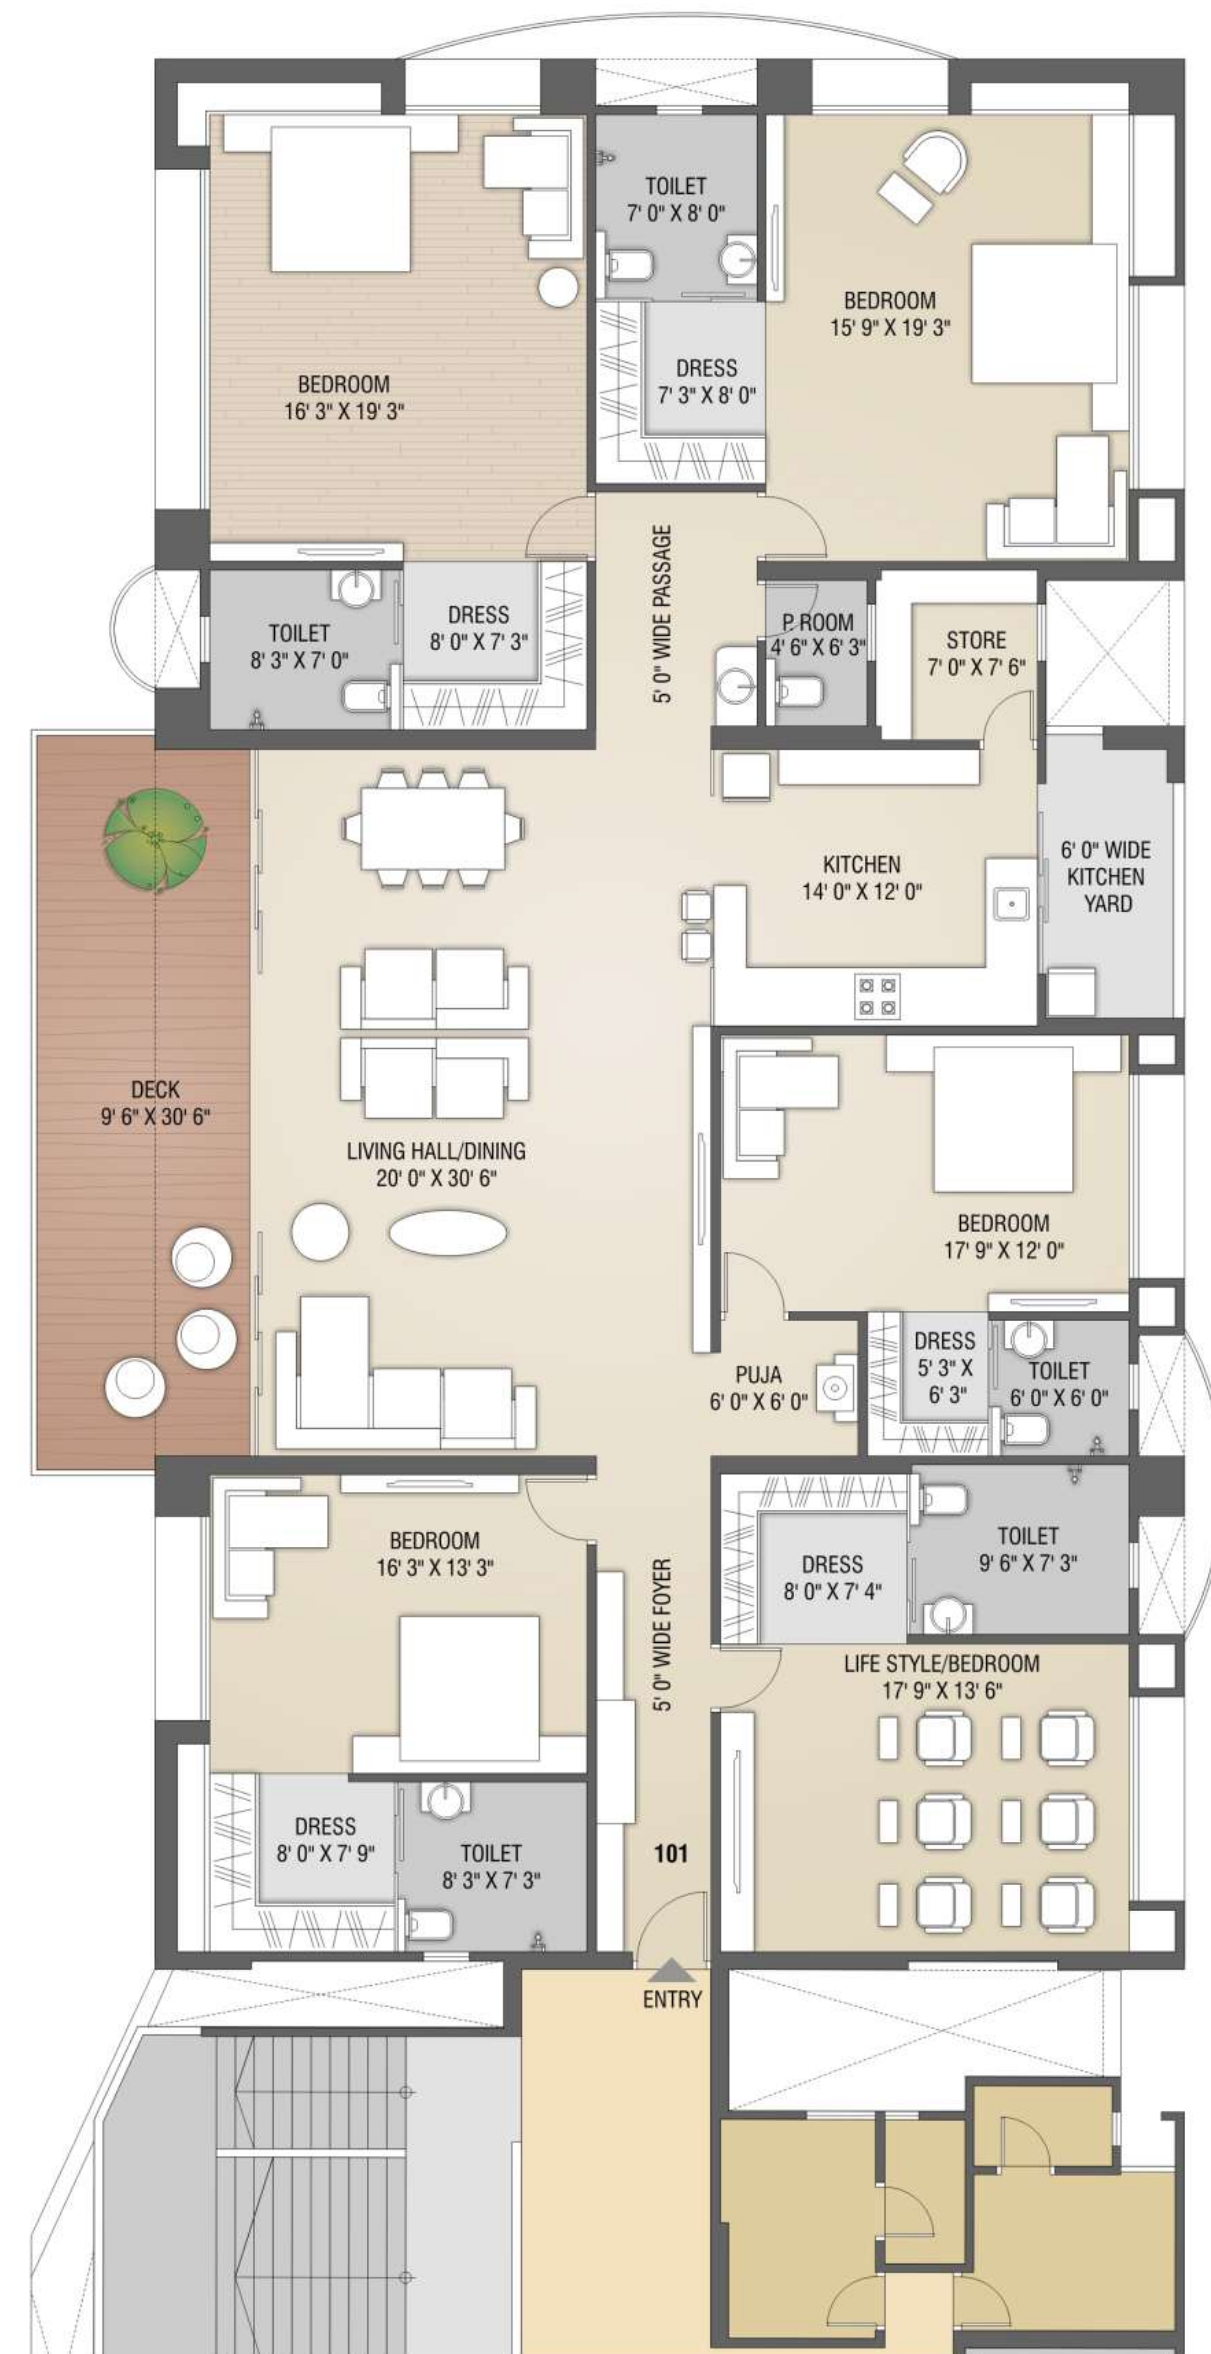 TOILET
7' 0" X 8' 0"
BEDROOM
15' 9" X 19' 3"
DRESS
7' 3" X 8' 0"
BEDROOM
16' 3" X 19' 3"
5' 0" WIDE PASSAGE
TOILET
8' 3" X 7' 0"
DRESS
8' 0" X 7' 3"
P. ROOM
4' 6" X 6' 3"
STORE
7' 0" X 7' 6"
KITCHEN
14' 0" X 12' 0"
6' 0" WIDE
KITCHEN
YARD
DECK
9' 6" X 30' 6"
LIVING HALL/DINING
20' 0" X 30' 6"
BEDROOM
17' 9" X 12' 0"
PUJA
6' 0" X 6' 0"
DRESS
5' 3" X
6' 3"
TOILET
6' 0" X 6' 0"
BEDROOM
16' 3" X 13' 3"
5' 0" WIDE FOYER
DRESS
8' 0" X 7' 4"
TOILET
9' 6" X 7' 3"
LIFE STYLE/BEDROOM
17' 9" X 13' 6"
DRESS
8' 0" X 7' 9"
TOILET
8' 3" X 7' 3"
101
ENTRY